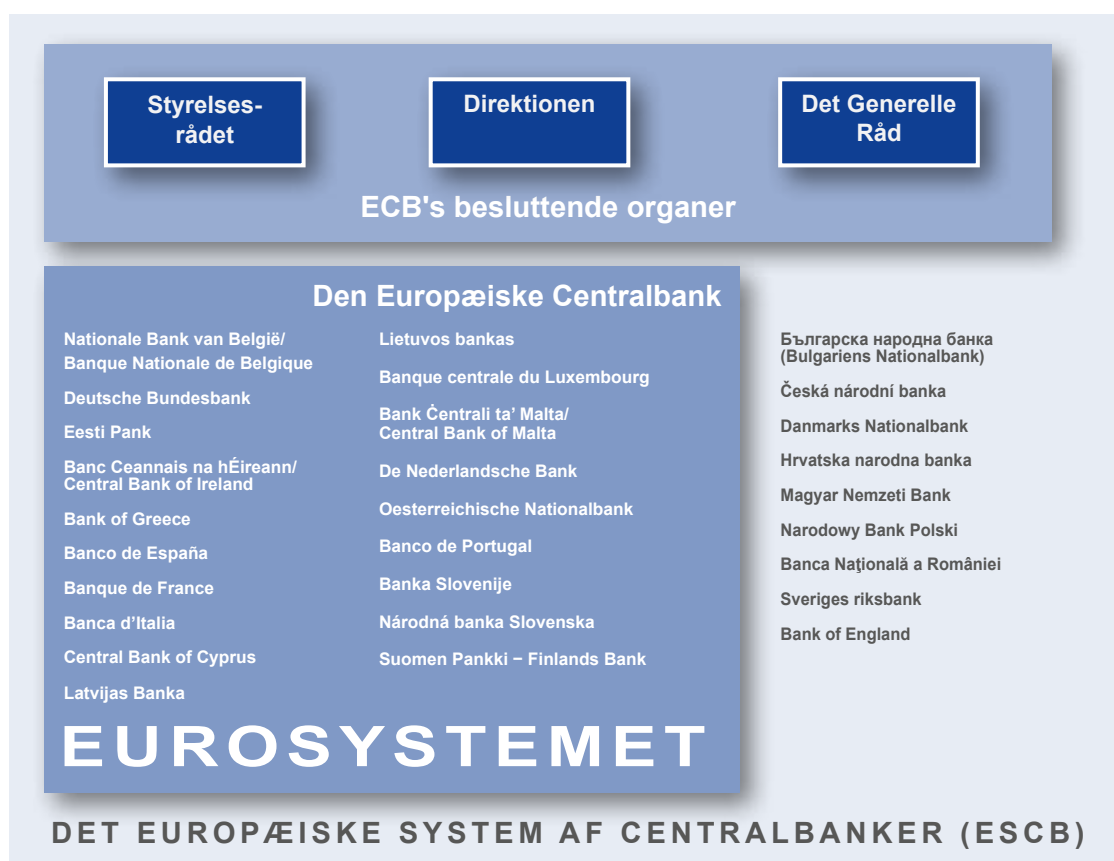 Styrelses-
rådet
Direktionen
Det Generelle
Råd
ECB's besluttende organer
Den Europæiske Centralbank
Nationale Bank van België/
Banque Nationale de Belgique
Deutsche Bundesbank
Eesti Pank
Banc Ceannais na hÉireann/
Central Bank of Ireland
Bank of Greece
Banco de España
Banque de France
Banca d’Italia
Central Bank of Cyprus
Latvijas Banka
Lietuvos bankas
Banque centrale du Luxembourg
Bank Ċentrali ta’ Malta/
Central Bank of Malta
De Nederlandsche Bank
Oesterreichische Nationalbank
Banco de Portugal
Banka Slovenije
Národná banka Slovenska
Suomen Pankki − Finlands Bank
EUROSYSTEMET
Българска народна банка
(Bulgariens Nationalbank)
Česká národní banka
Danmarks Nationalbank
Hrvatska narodna banka
Magyar Nemzeti Bank
Narodowy Bank Polski
Banca Naţională a României
Sveriges riksbank
Bank of England
DET EUROPÆISKE SYSTEM AF CENTRALBANKER (ESCB)